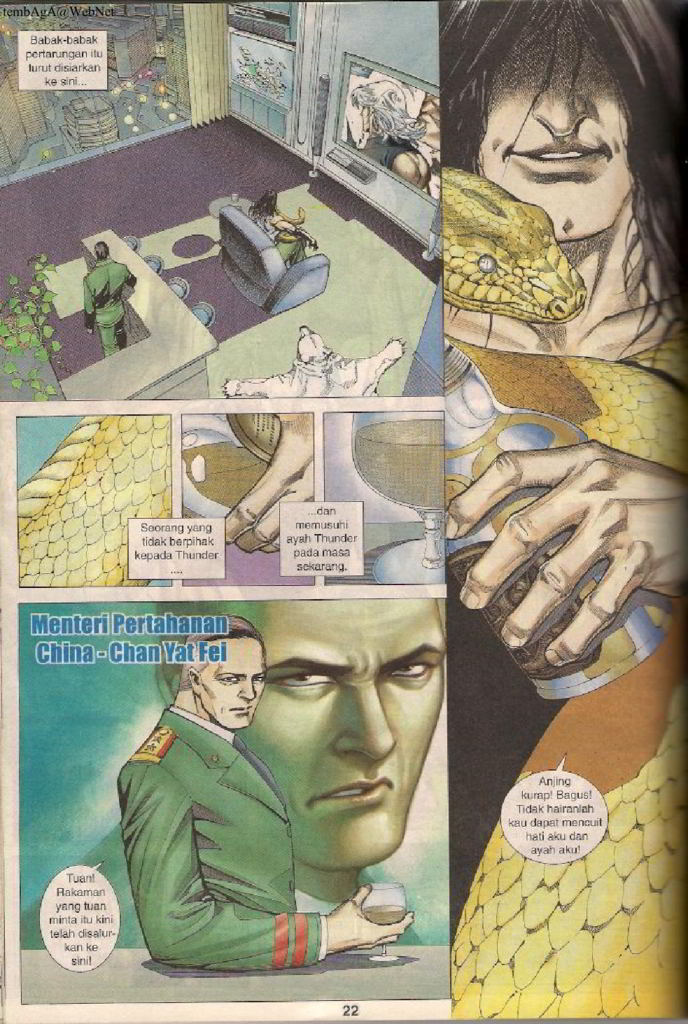 tembAgA@WebNet
Babak-babak
pertarungan itu
turut disiarkan
ke sini...
Seorang yang
tidak berpihak
kepada Thunder
....
...dan
memusuhi
ayah Thunder
pada masa
sekarang.
Menteri Pertahanan
China - Chan Yat Fei
Tuan!
Rakaman
yang tuan
minta itu kini
telah disalur-
kan ke
sini!
Anjing
kurap! Bagus!
Tidak hairanlah
kau dapat mencuit
hati aku dan
ayah aku!
22